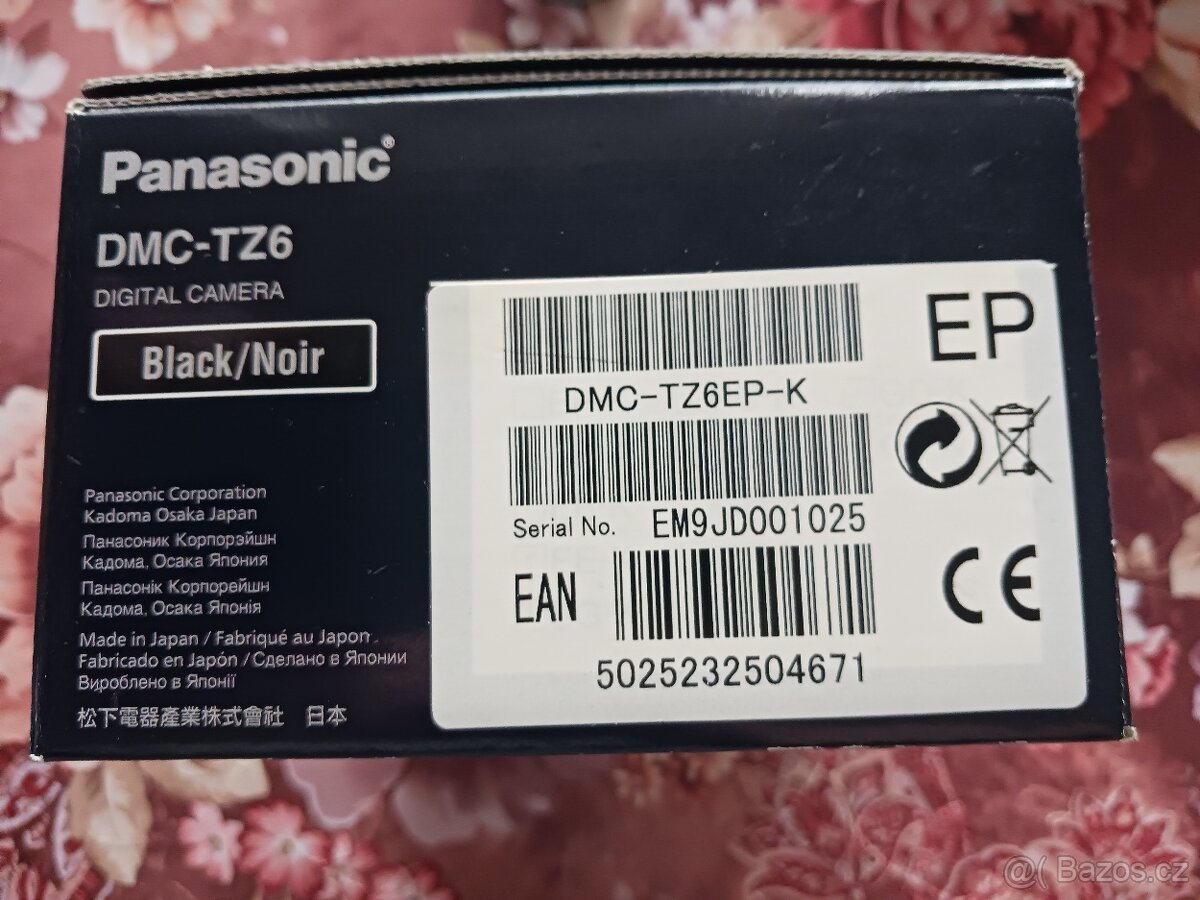 Panasonic®
DMC-TZ6
DIGITAL CAMERA
Black/Noir
Panasonic Corporation
Kadoma Osaka Japan
Панасоник Корпорэйшн
Кадома, Осака Япония
Панасонік Корпорейшн
Кадома, Осака Японія
Made in Japan / Fabriqué au Japon
Fabricado en Japón / Сделано в Японии
Вироблено в Японії
松下電器產業株式會社 日本
EP
DMC-TZ6EP-K
Serial No. EM9JD001025
EAN
5025232504671
CE
@( Bazos.cz